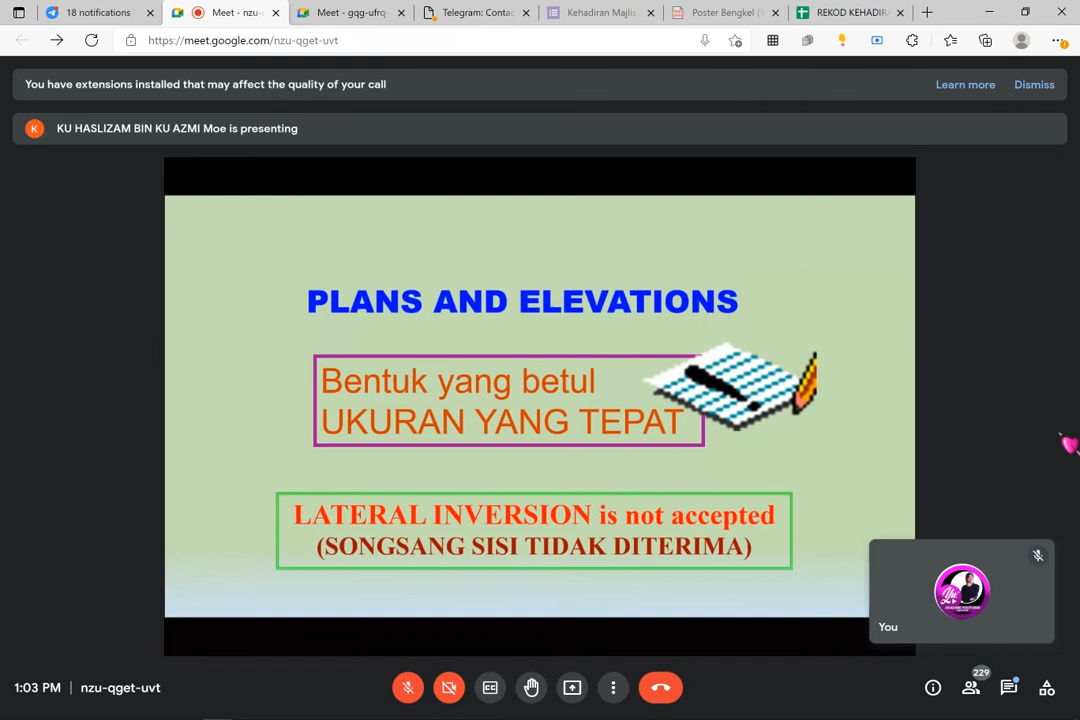 18 notifications
Meet - nzu-
Meet - gqg-ufrq-
Telegram: Contac
Kehadiran Majlis
Poster Bengkel (1
REKOD KEHADIRA
https://meet.google.com/nzu-qget-uvt
You have extensions installed that may affect the quality of your call
Learn more
Dismiss
K
KU HASLIZAM BIN KU AZMI Moe is presenting
PLANS AND ELEVATIONS
Bentuk yang betul
UKURAN YANG TEPAT
LATERAL INVERSION is not accepted
(SONGSANG SISI TIDAK DITERIMA)
You
1:03 PM | nzu-qget-uvt
229